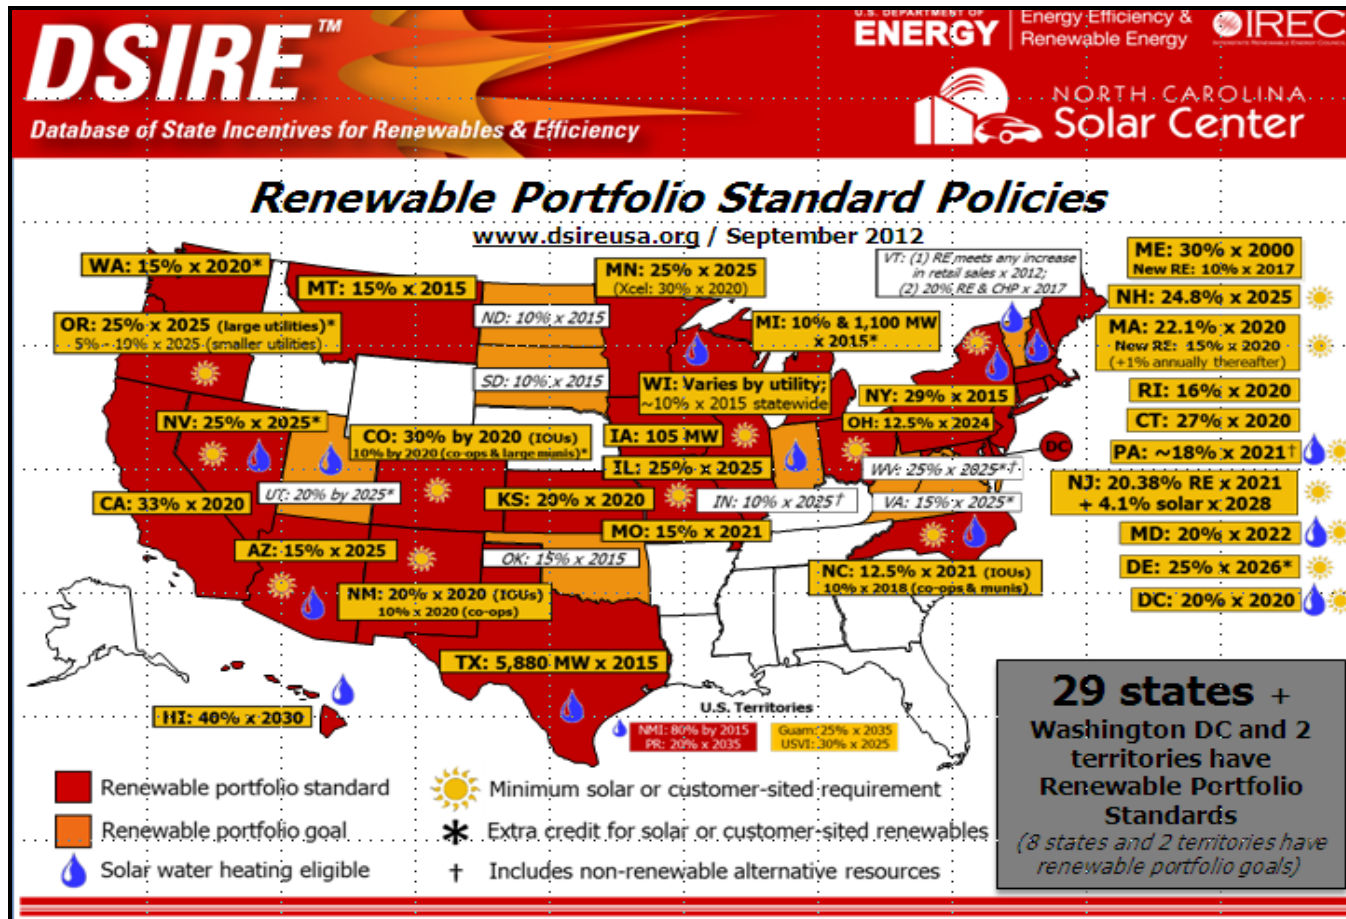 DSIRE™
Database of State Incentives for Renewables & Efficiency
U.S. DEPARTMENT OF
ENERGY
Energy Efficiency &
Renewable Energy
IREC
INTERSTATE RENEWABLE ENERGY COUNCIL
NORTH CAROLINA
Solar Center
Renewable Portfolio Standard Policies
www.dsireusa.org / September 2012
WA: 15% x 2020*
MT: 15% x 2015
MN: 25% x 2025
(Xcel: 30% x 2020)
VT: (1) RE meets any increase
in retail sales x 2012;
(2) 20% RE & CHP x 2017
ME: 30% x 2000
New RE: 10% x 2017
NH: 24.8% x 2025
OR: 25% x 2025 (large utilities)*
5% - 10% x 2025 (smaller utilities)
ND: 10% x 2015
MI: 10% & 1,100 MW
x 2015*
MA: 22.1% x 2020
New RE: 15% x 2020
(+1% annually thereafter)
SD: 10% x 2015
WI: Varies by utility;
~10% x 2015 statewide
NY: 29% x 2015
RI: 16% x 2020
CT: 27% x 2020
NV: 25% x 2025*
CO: 30% by 2020 (IOUs)
10% by 2020 (co-ops & large munis)*
IA: 105 MW
OH: 12.5% x 2024
DC
PA: ~18% x 2021†
UT: 20% by 2025*
IL: 25% x 2025
WV: 25% x 2025*†
CA: 33% x 2020
KS: 20% x 2020
IN: 10% x 2025†
VA: 15% x 2025*
NJ: 20.38% RE x 2021
+ 4.1% solar x 2028
MO: 15% x 2021
MD: 20% x 2022
AZ: 15% x 2025
OK: 15% x 2015
DE: 25% x 2026*
NM: 20% x 2020 (IOUs)
10% x 2020 (co-ops)
NC: 12.5% x 2021 (IOUs)
10% x 2018 (co-ops & munis)
DC: 20% x 2020
TX: 5,880 MW x 2015
HI: 40% x 2030
U.S. Territories
NMI: 80% by 2015
PR: 20% x 2035
Guam: 25% x 2035
USVI: 30% x 2025
29 states +
Washington DC and 2
territories have
Renewable Portfolio
Standards
(8 states and 2 territories have
renewable portfolio goals)
Renewable portfolio standard
Renewable portfolio goal
Solar water heating eligible
Minimum solar or customer-sited requirement
* Extra credit for solar or customer-sited renewables
† Includes non-renewable alternative resources